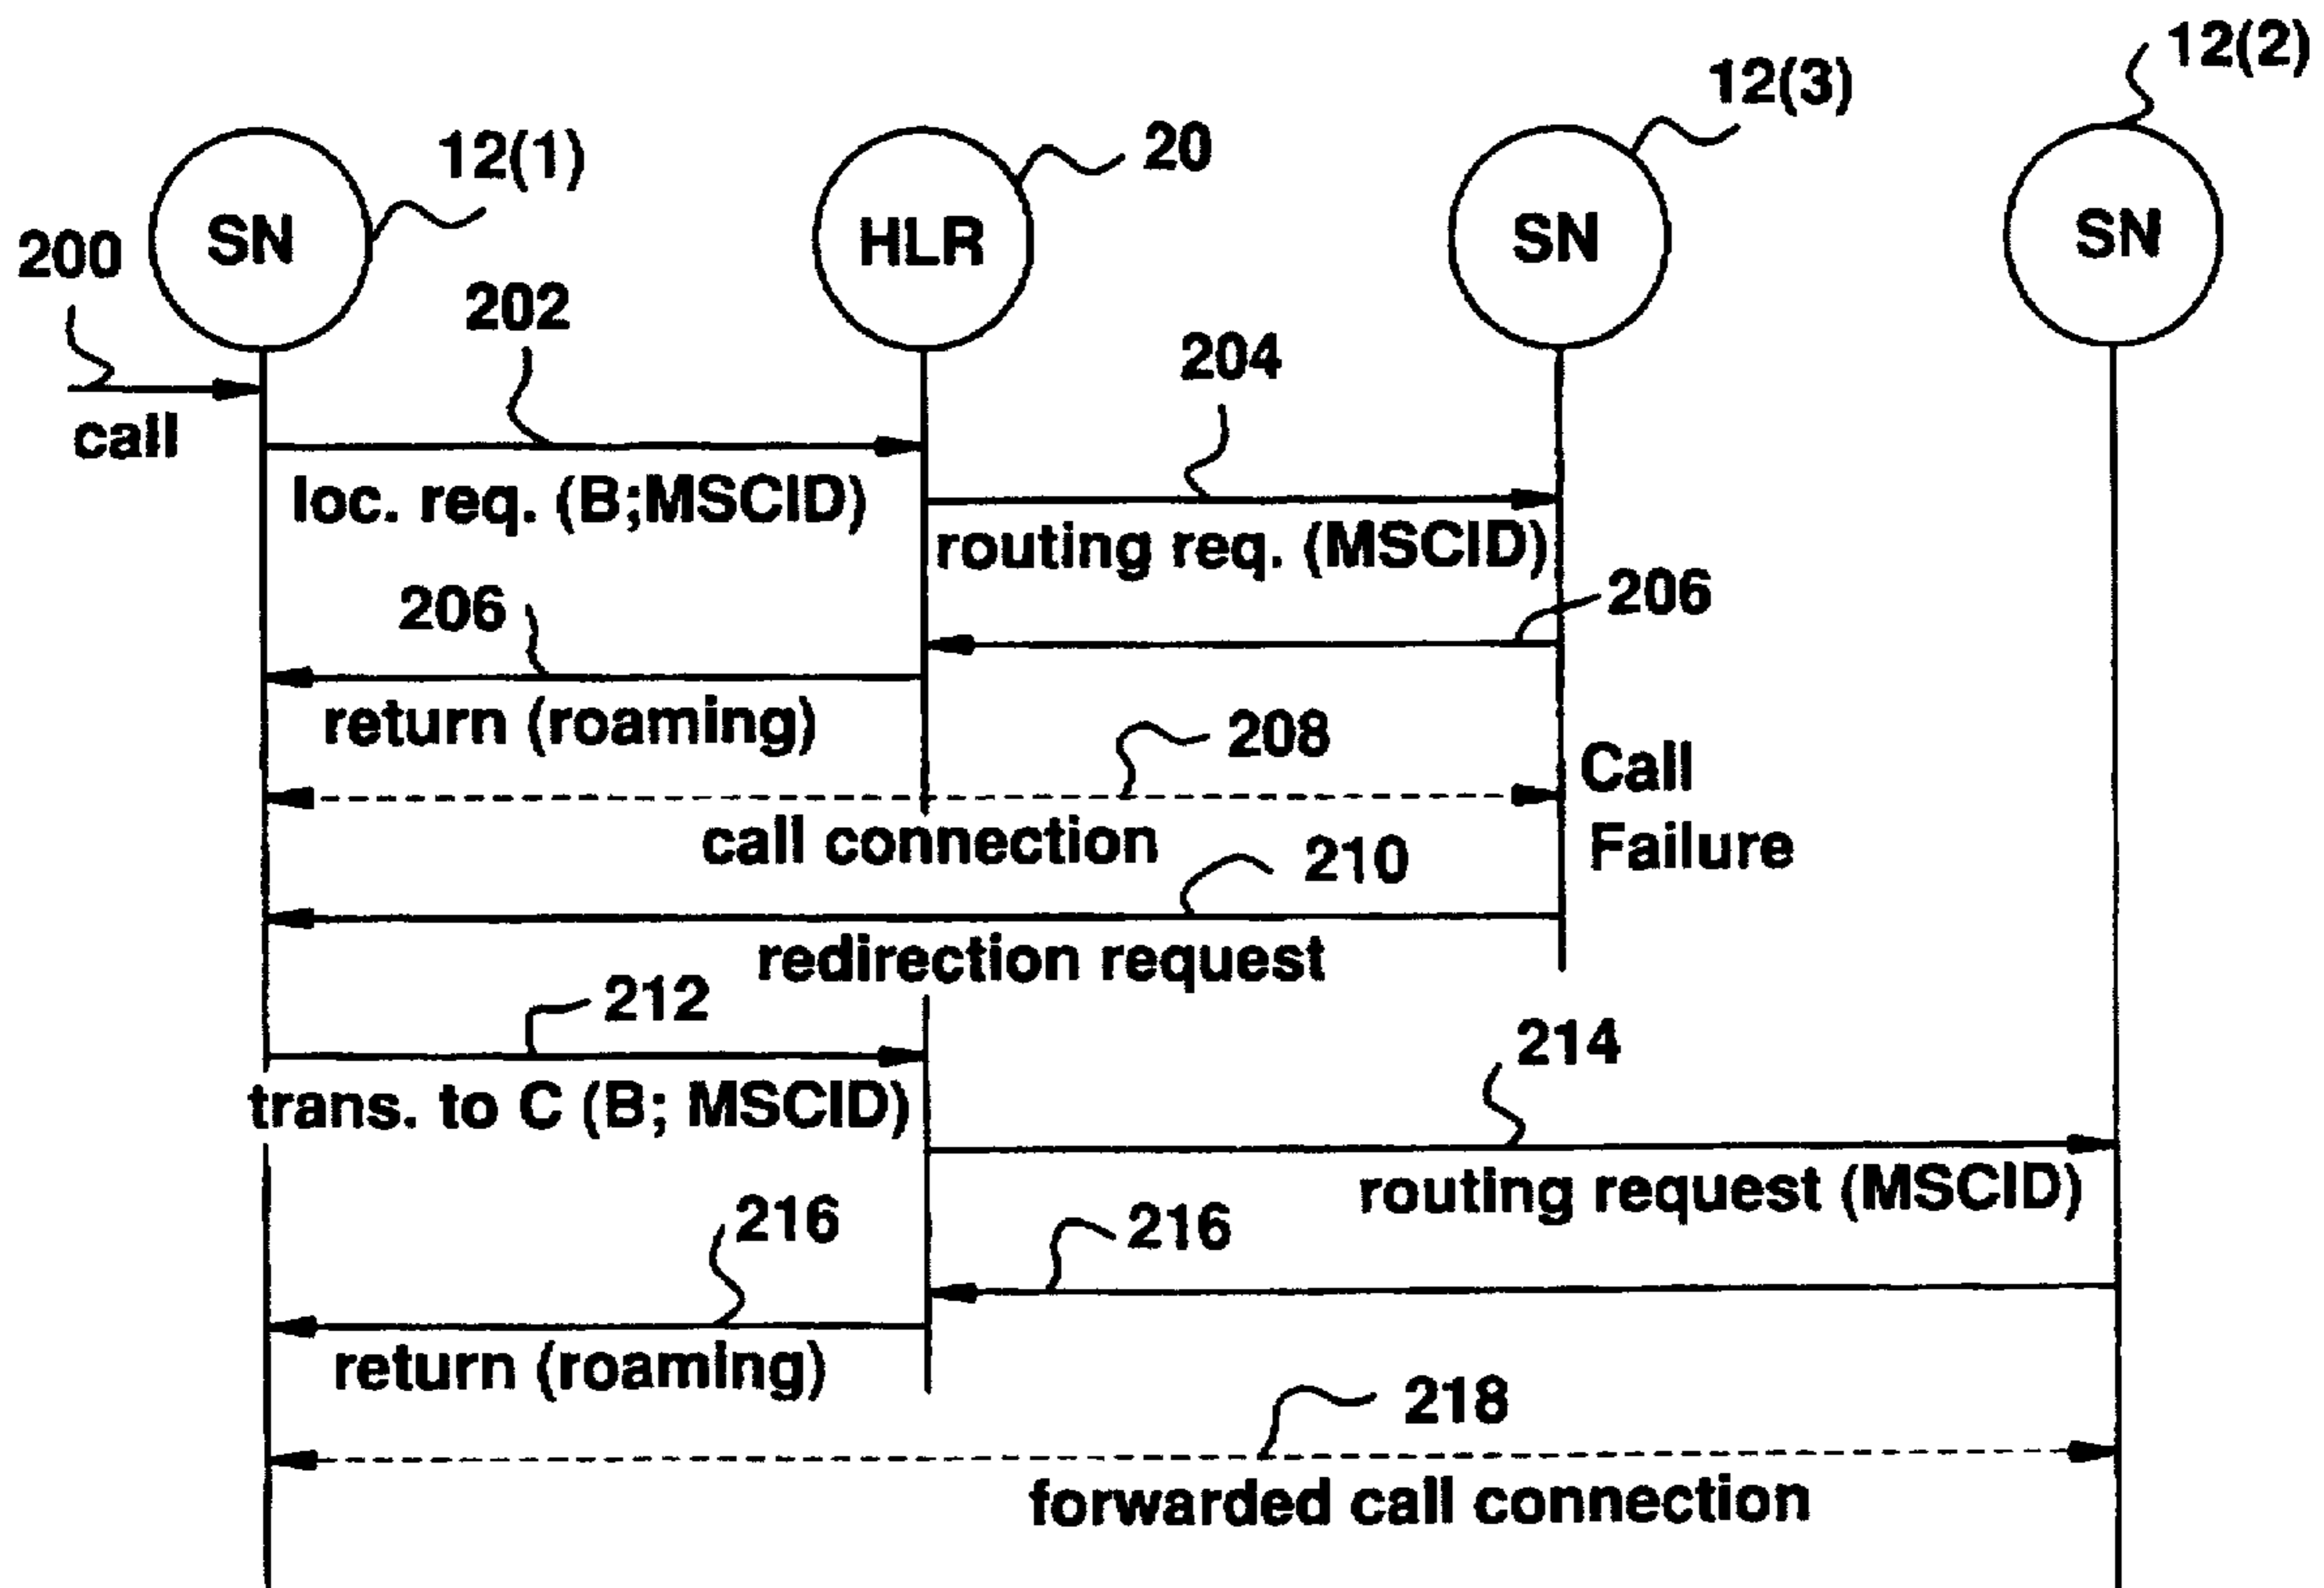 12(2)
12(3)
12(1)
20
SN
HLR
SN
SN
200
202
204
call
loc. req. (B;MSCID)
routing req. (MSCID)
206
206
return (roaming)
208
Call
Failure
call connection
210
redirection request
212
214
trans. to C (B; MSCID)
routing request (MSCID)
216
216
return (roaming)
218
forwarded call connection